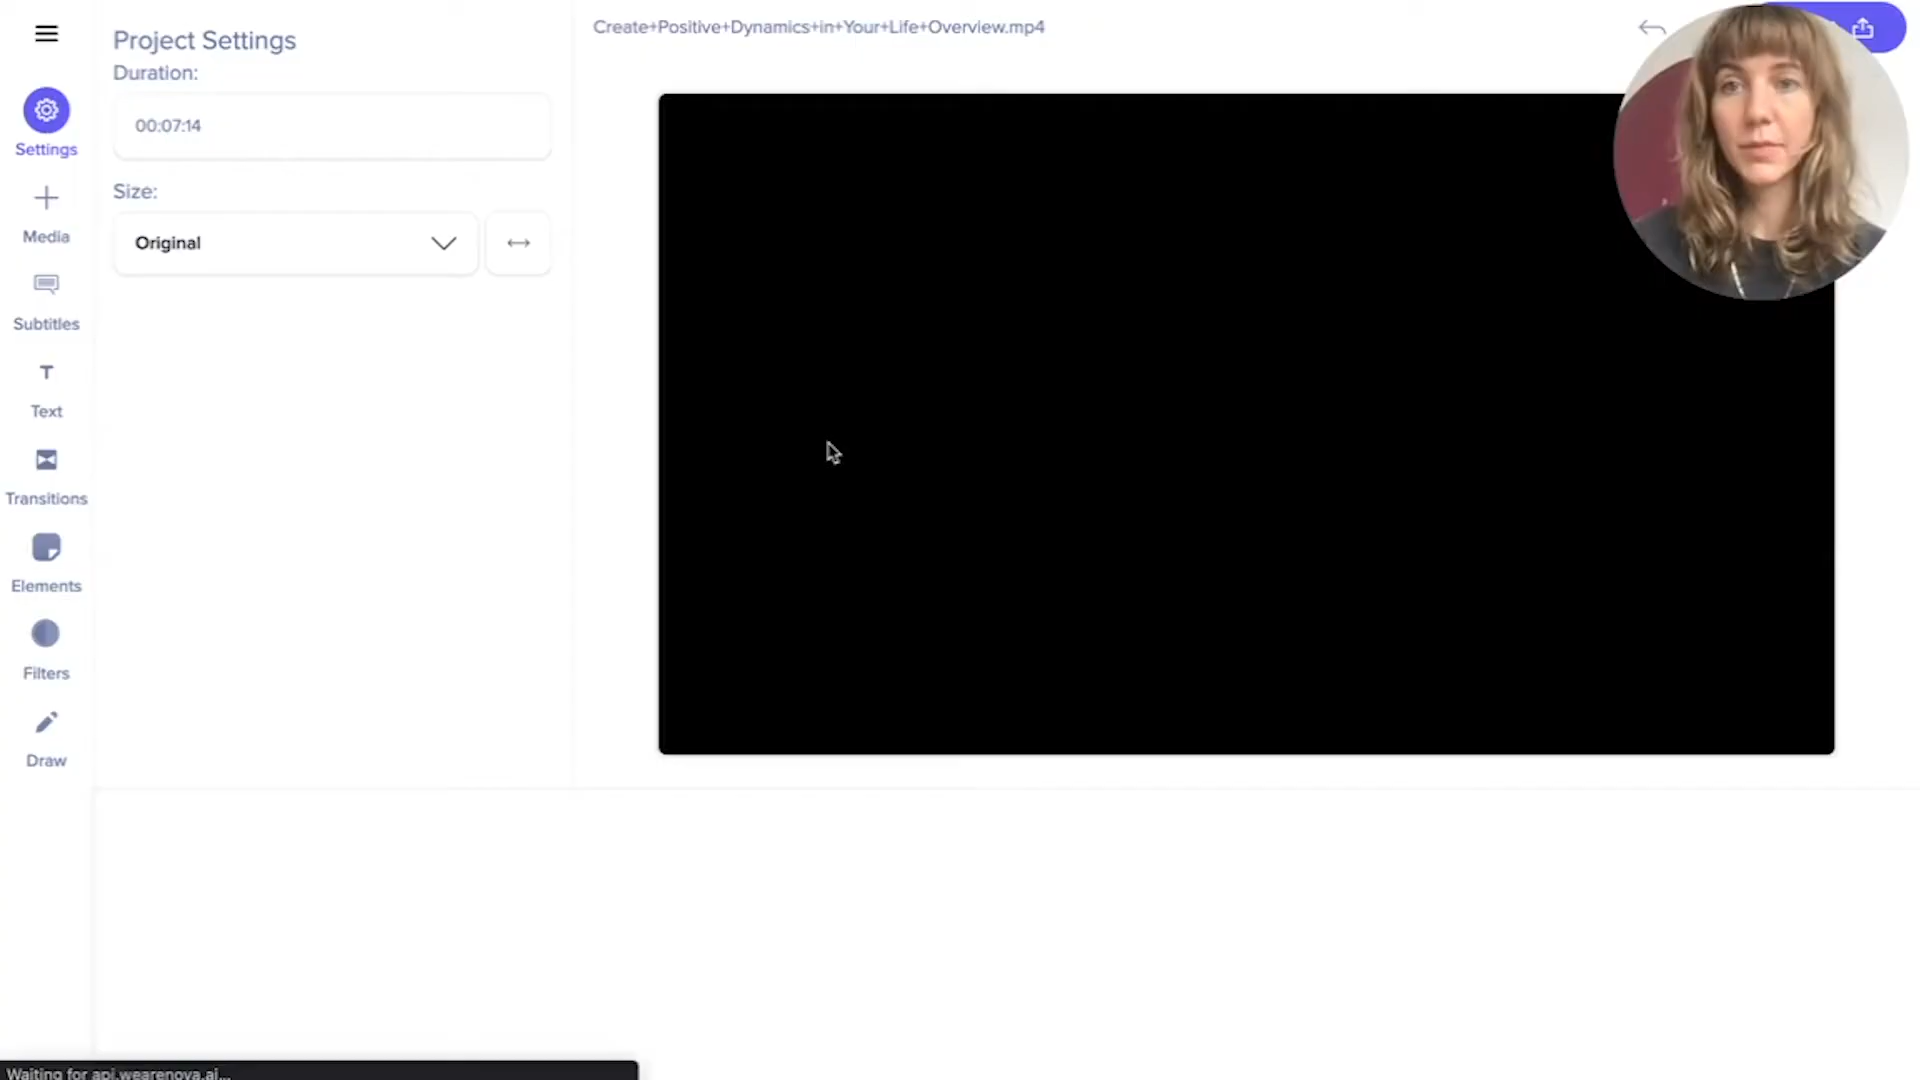 Project Settings
Duration:
00:07:14
Size:
Original
Settings
Media
Subtitles
Text
Transitions
Elements
Filters
Draw
Create+Positive+Dynamics+in+Your+Life+Overview.mp4
Waiting for api.wearenova.ai...